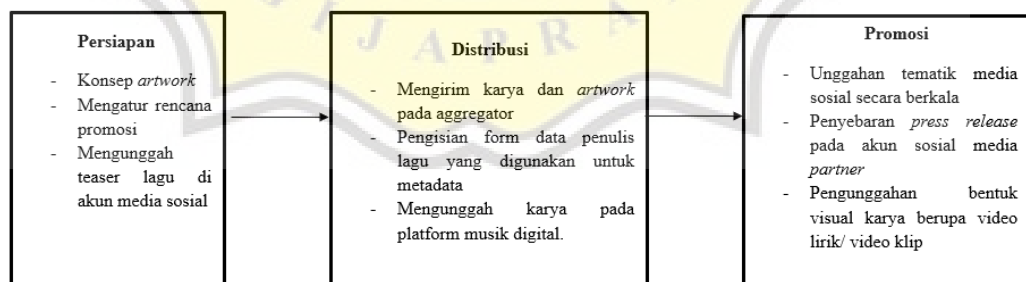 I J A P R A
Persiapan
- Konsep artwork
- Mengatur rencana
promosi
- Mengunggah
teaser lagu di
akun media sosial
Distribusi
- Mengirim karya dan artwork
pada aggregator
- Pengisian form data penulis
lagu yang digunakan untuk
metadata
- Mengunggah karya pada
platform musik digital.
Promosi
- Unggahan tematik media
sosial secara berkala
- Penyebaran press release
pada akun sosial media
partner
- Pengunggahan bentuk
visual karya berupa video
lirik/ video klip